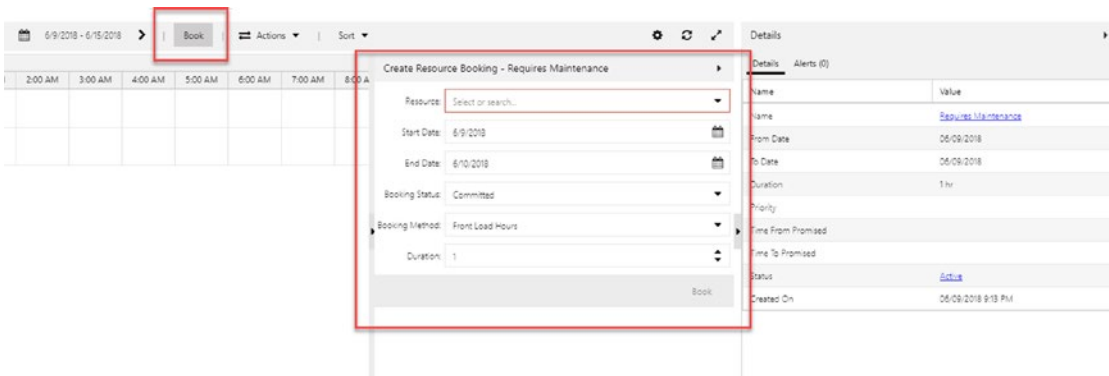 6/9/2018 - 6/15/2018 | Book | Actions | Sort
2:00 AM 3:00 AM 4:00 AM 5:00 AM 6:00 AM 7:00 AM 8:00 A
Create Resource Booking - Requires Maintenance
Resource: Select or search...
Start Date: 6/9/2018
End Date: 6/10/2018
Booking Status: Committed
Booking Method: Front Load Hours
Duration: 1
Book
Details
Details Alerts (0)
Name Value
Name Requires Maintenance
From Date 06/09/2018
To Date 06/09/2018
Duration 1 hr
Priority
Time From Promised
Time To Promised
Status Active
Created On 06/09/2018 9:13 PM